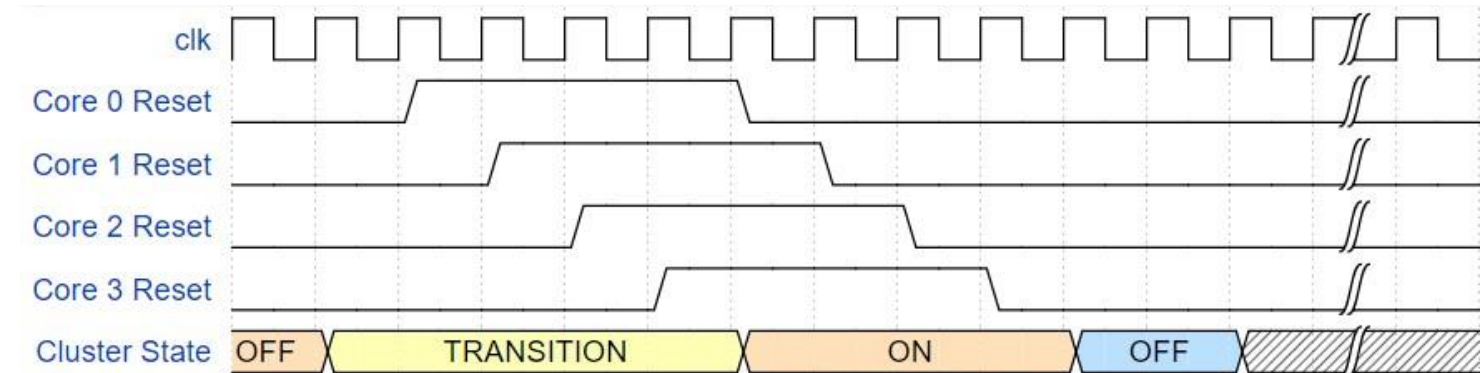 clk
Core 0 Reset
Core 1 Reset
Core 2 Reset
Core 3 Reset
Cluster State OFF TRANSITION ON OFF